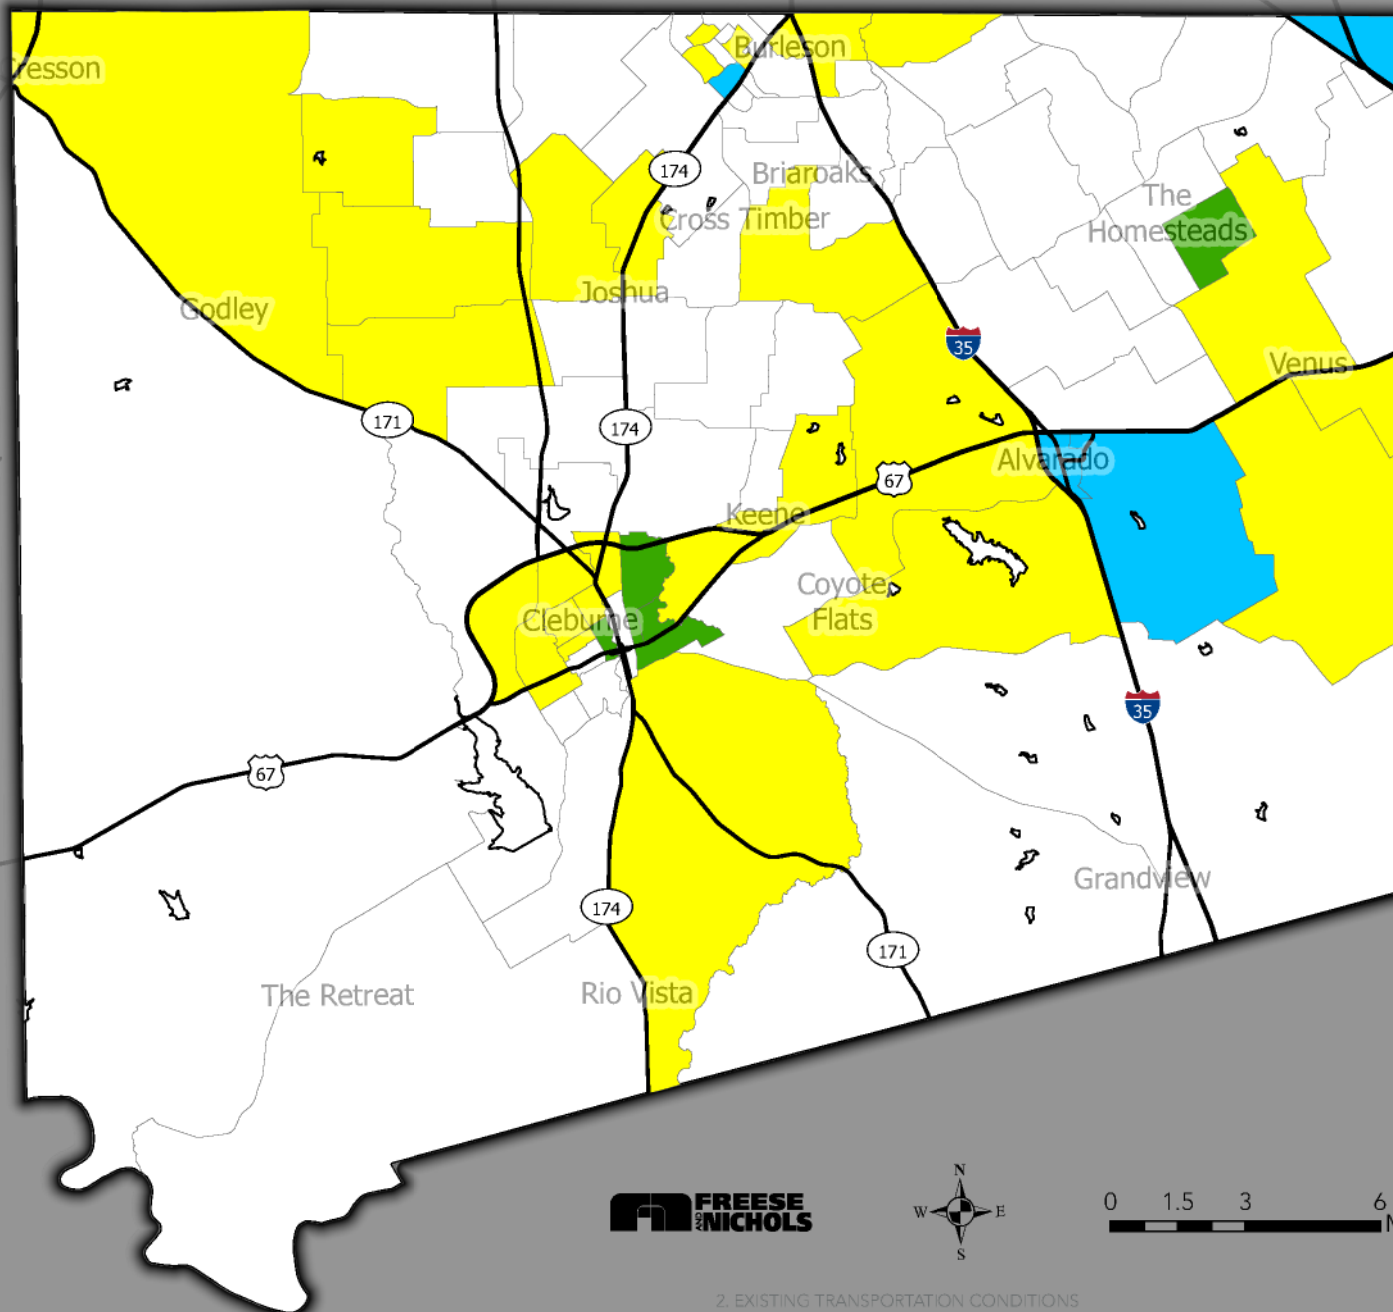 Burleson
resson
174
Briaroaks
The
Homesteads
Cross Timber
Joshua
Godley
35
Venus
171
174
Alvarado
67
Keene
Coyote
Flats
Cleburne
35
67
Grandview
174
171
The Retreat
Rio Vista
N
W E
S
FREESE
AND NICHOLS
0 1.5 3 6
M
2. EXISTING TRANSPORTATION CONDITIONS